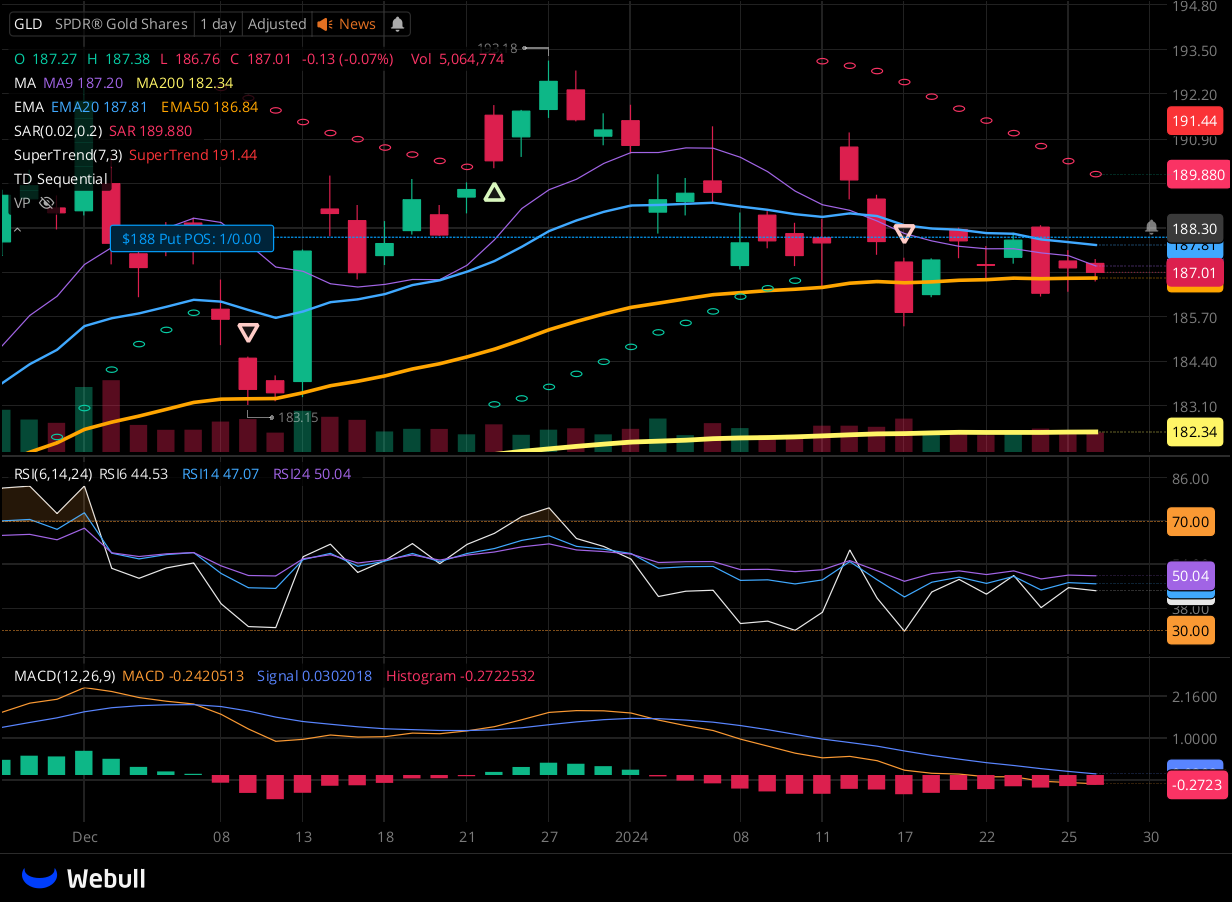 GLD SPDR® Gold Shares 1 day Adjusted News
194.80
193.18
193.50
O 187.27 H 187.38 L 186.76 C 187.01 -0.13 (-0.07%) Vol 5,064,774
MA MA9 187.20 MA200 182.34
192.20
EMA EMA20 187.81 EMA50 186.84
191.44
SAR(0.02,0.2) SAR 189.880
190.90
SuperTrend(7,3) SuperTrend 191.44
TD Sequential
189.880
VP
188.30
$188 Put POS: 1/0.00
187.81
187.01
185.70
184.40
183.10
183.15
182.34
RSI(6,14,24) RSI6 44.53 RSI14 47.07 RSI24 50.04
86.00
70.00
50.04
38.00
30.00
MACD(12,26,9) MACD -0.2420513 Signal 0.0302018 Histogram -0.2722532
2.1600
1.0000
-0.2723
Dec 08 13 18 21 27 2024 08 11 17 22 25 30
Webull